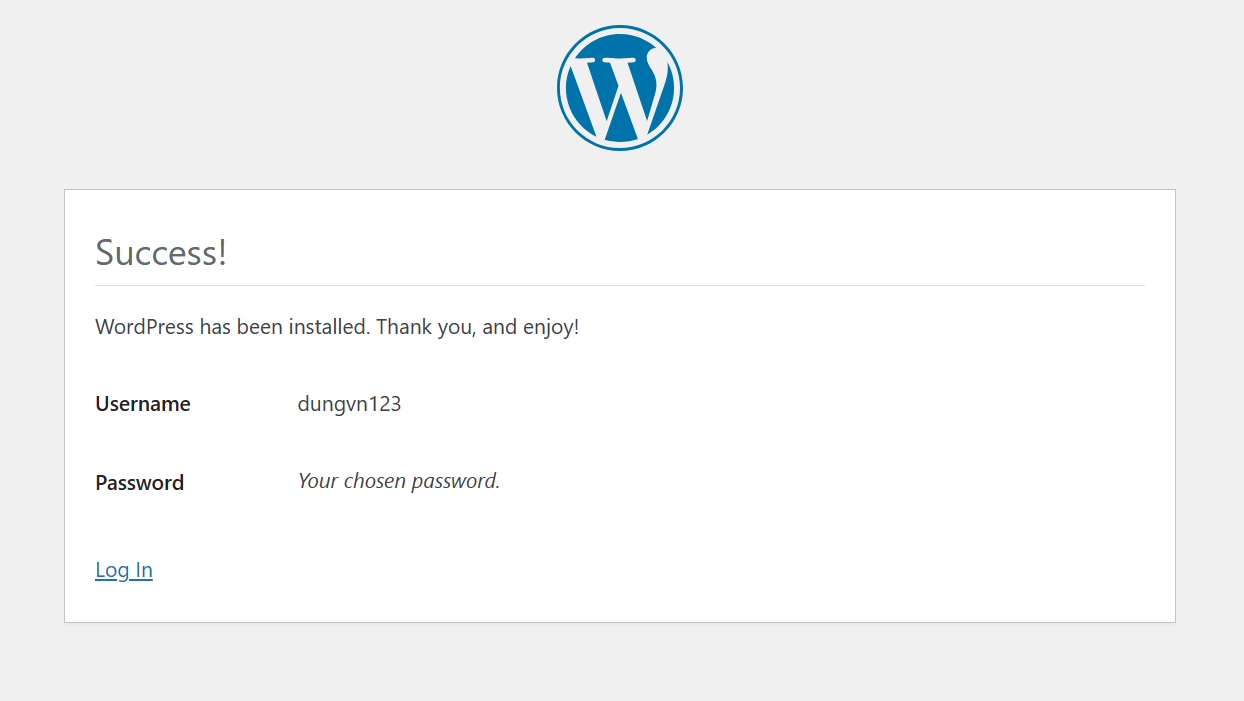 Success!
WordPress has been installed. Thank you, and enjoy!
Username dungvn123
Password Your chosen password.
Log In